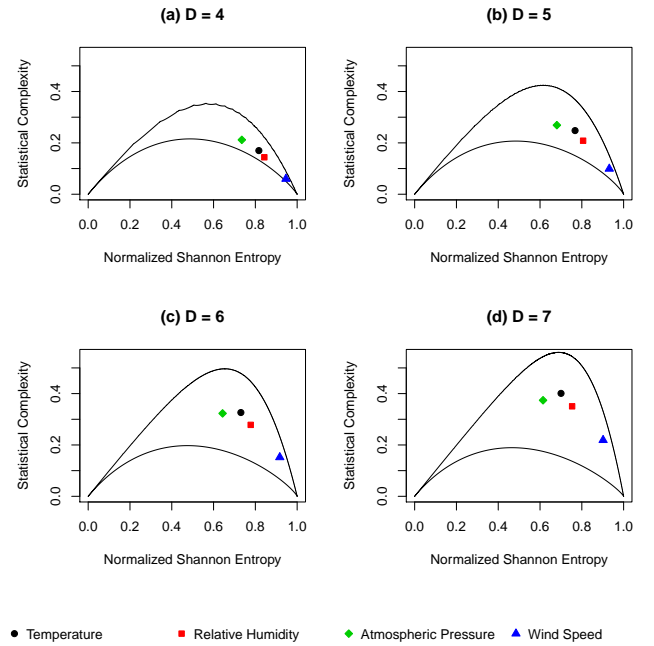 (a) D = 4
(b) D = 5
Statistical Complexity
0.0 0.2 0.4
0.0 0.2 0.4 0.6 0.8 1.0
Normalized Shannon Entropy
Statistical Complexity
0.0 0.2 0.4
0.0 0.2 0.4 0.6 0.8 1.0
Normalized Shannon Entropy
(c) D = 6
(d) D = 7
Statistical Complexity
0.0 0.2 0.4
0.0 0.2 0.4 0.6 0.8 1.0
Normalized Shannon Entropy
Statistical Complexity
0.0 0.2 0.4
0.0 0.2 0.4 0.6 0.8 1.0
Normalized Shannon Entropy
Temperature Relative Humidity Atmospheric Pressure Wind Speed